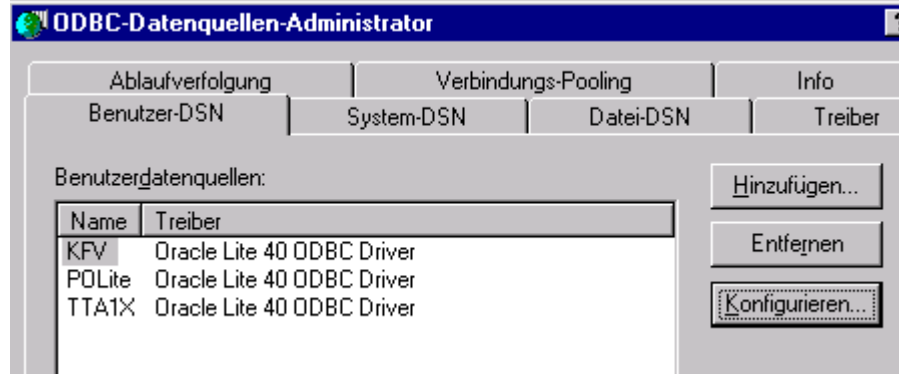 ODBC-Datenquellen-Administrator
Ablaufverfolgung Verbindungs-Pooling Info
Benutzer-DSN System-DSN Datei-DSN Treiber
Benutzerdatenquellen:
Hinzufügen...
Name Treiber
KFV Oracle Lite 40 ODBC Driver
Entfernen
POLite Oracle Lite 40 ODBC Driver
TTA1X Oracle Lite 40 ODBC Driver
Konfigurieren...